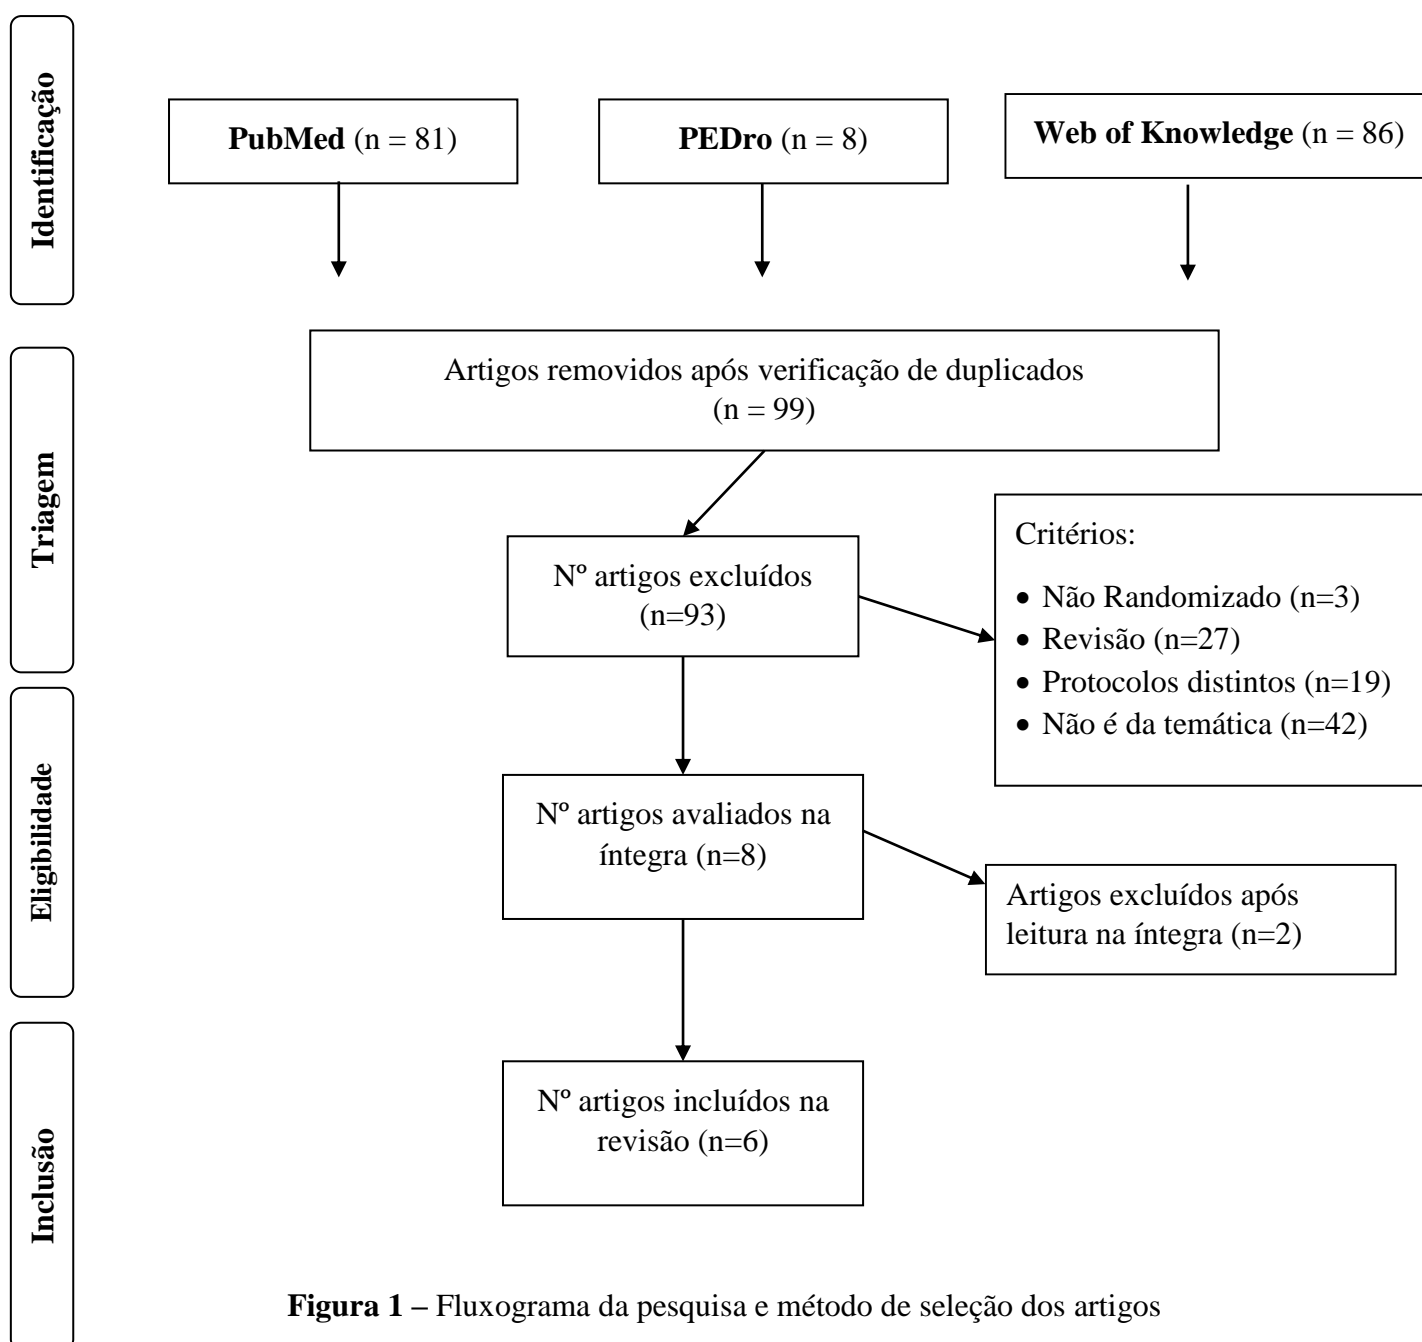 Identificação
PubMed (n = 81)
PEDro (n = 8)
Web of Knowledge (n = 86)
Triagem
Artigos removidos após verificação de duplicados
(n = 99)
Nº artigos excluídos
(n=93)
Critérios:
• Não Randomizado (n=3)
• Revisão (n=27)
• Protocolos distintos (n=19)
• Não é da temática (n=42)
Eligibilidade
Nº artigos avaliados na
íntegra (n=8)
Artigos excluídos após
leitura na íntegra (n=2)
Inclusão
Nº artigos incluídos na
revisão (n=6)
Figura 1 – Fluxograma da pesquisa e método de seleção dos artigos